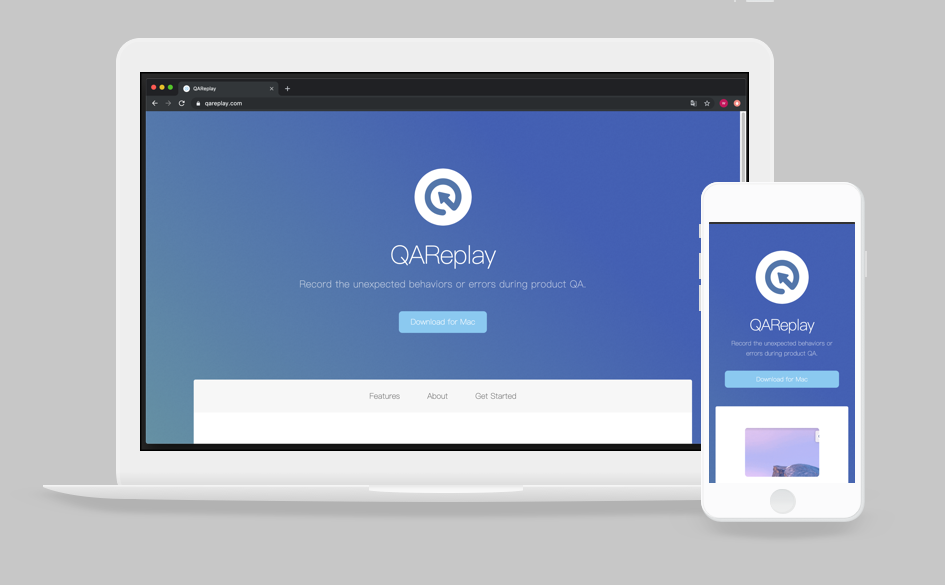 QAReplay
qareplay.com
QAReplay
Record the unexpected behaviors or errors during product QA.
Download for Mac
Features About Get Started
QAReplay
Record the unexpected behaviors or
errors during product QA.
Download for Mac